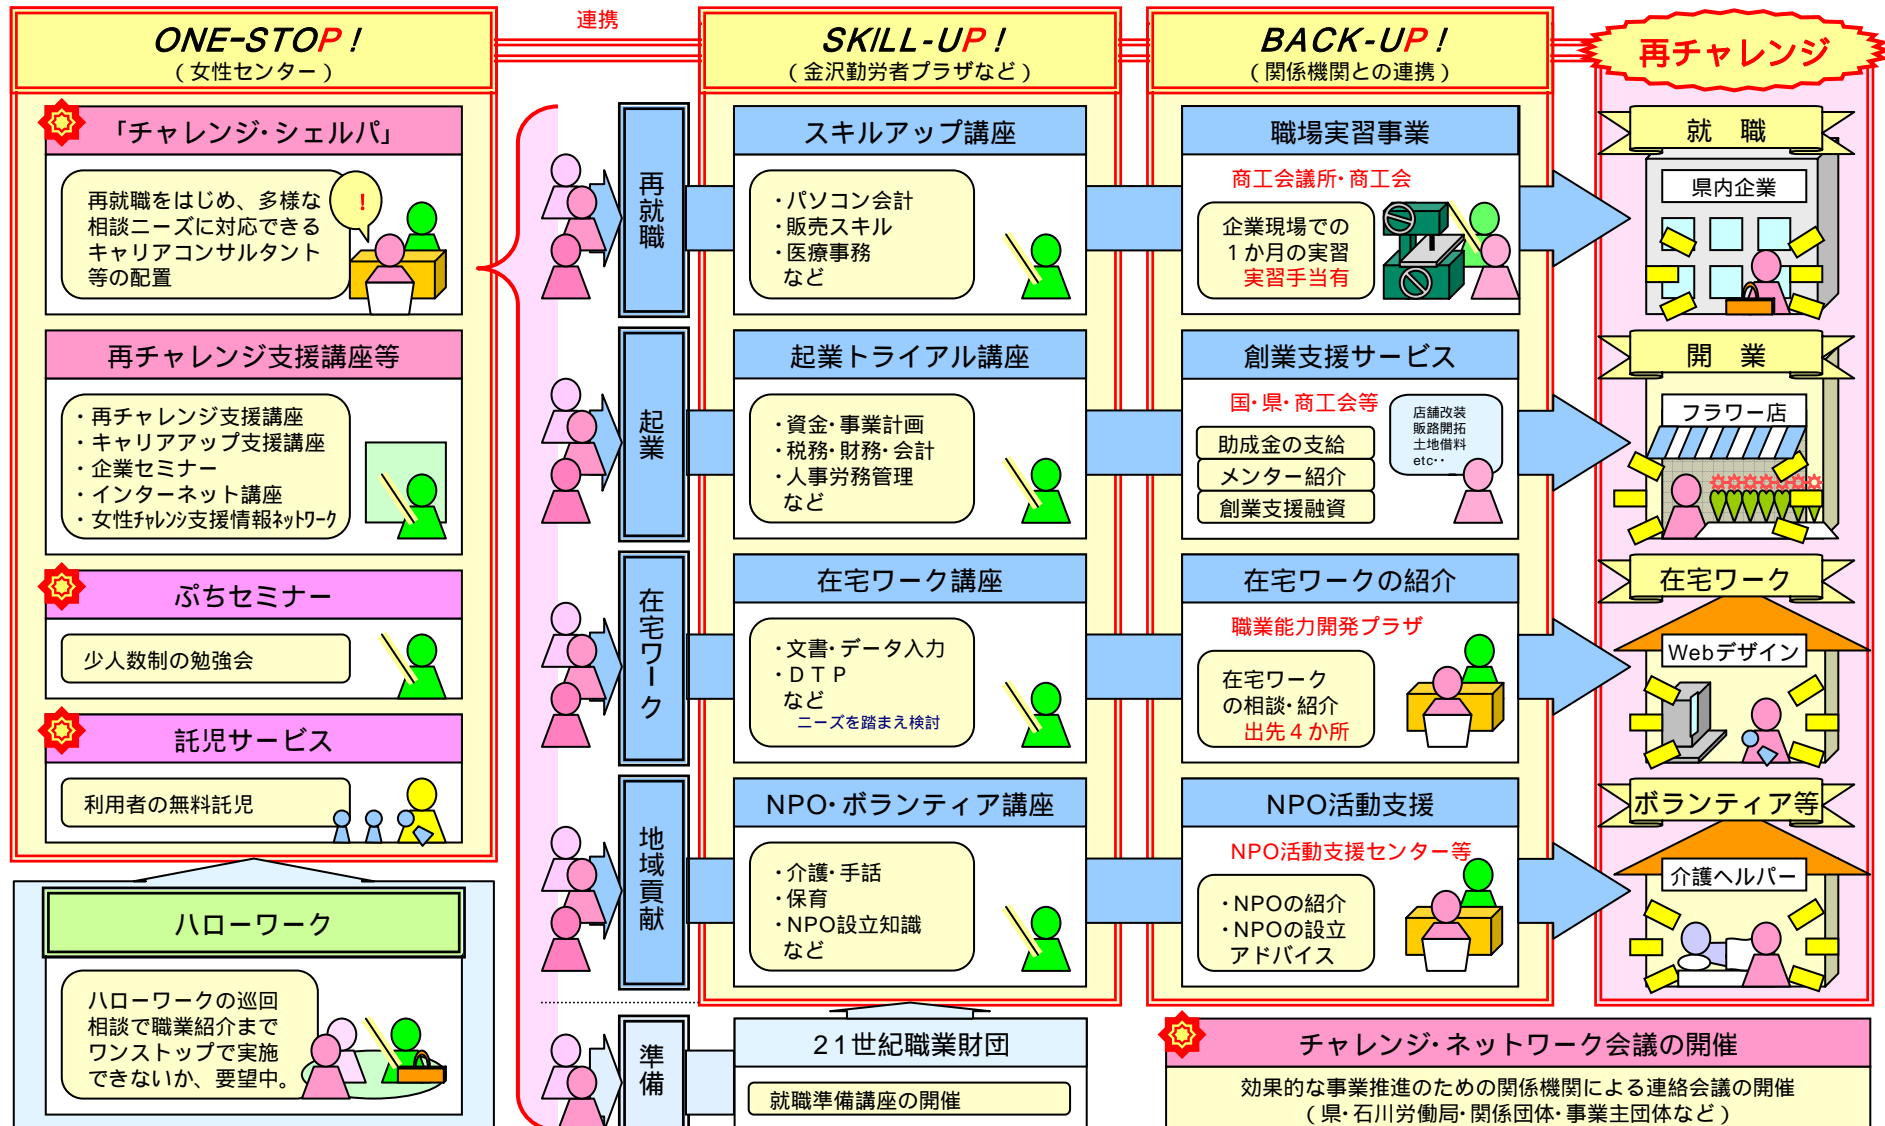 連携
ONE-STOP!
(女性センター)
「チャレンジ・シェルパ」
再就職をはじめ、多様な
相談ニーズに対応できる
キャリアコンサルタント
等の配置
!
再チャレンジ支援講座等
・再チャレンジ支援講座
・キャリアアップ支援講座
・企業セミナー
・インターネット講座
・女性ﾁｬﾚﾝｼﾞ支援情報ﾈｯﾄﾜｰｸ
ぷちセミナー
少人数制の勉強会
託児サービス
利用者の無料託児
ハローワーク
ハローワークの巡回
相談で職業紹介まで
ワンストップで実施
できないか、要望中。
再就職
起業
在宅ワーク
地域貢献
準備
SKILL-UP!
(金沢勤労者プラザなど)
スキルアップ講座
・パソコン会計
・販売スキル
・医療事務
など
起業トライアル講座
・資金・事業計画
・税務・財務・会計
・人事労務管理
など
在宅ワーク講座
・文書・データ入力
・DTP
など
ニーズを踏まえ検討
NPO・ボランティア講座
・介護・手話
・保育
・NPO設立知識
など
21世紀職業財団
就職準備講座の開催
BACK-UP!
(関係機関との連携)
職場実習事業
商工会議所・商工会
企業現場での
1か月の実習
実習手当有
創業支援サービス
国・県・商工会等
助成金の支給
メンター紹介
創業支援融資
店舗改装
販路開拓
土地借料
etc・・
在宅ワークの紹介
職業能力開発プラザ
在宅ワーク
の相談・紹介
出先4か所
NPO活動支援
NPO活動支援センター等
・NPOの紹介
・NPOの設立
アドバイス
再チャレンジ
就 職
県内企業
開 業
フラワー店
在宅ワーク
Webデザイン
ボランティア等
介護ヘルパー
チャレンジ・ネットワーク会議の開催
効果的な事業推進のための関係機関による連絡会議の開催
(県・石川労働局・関係団体・事業主団体など)